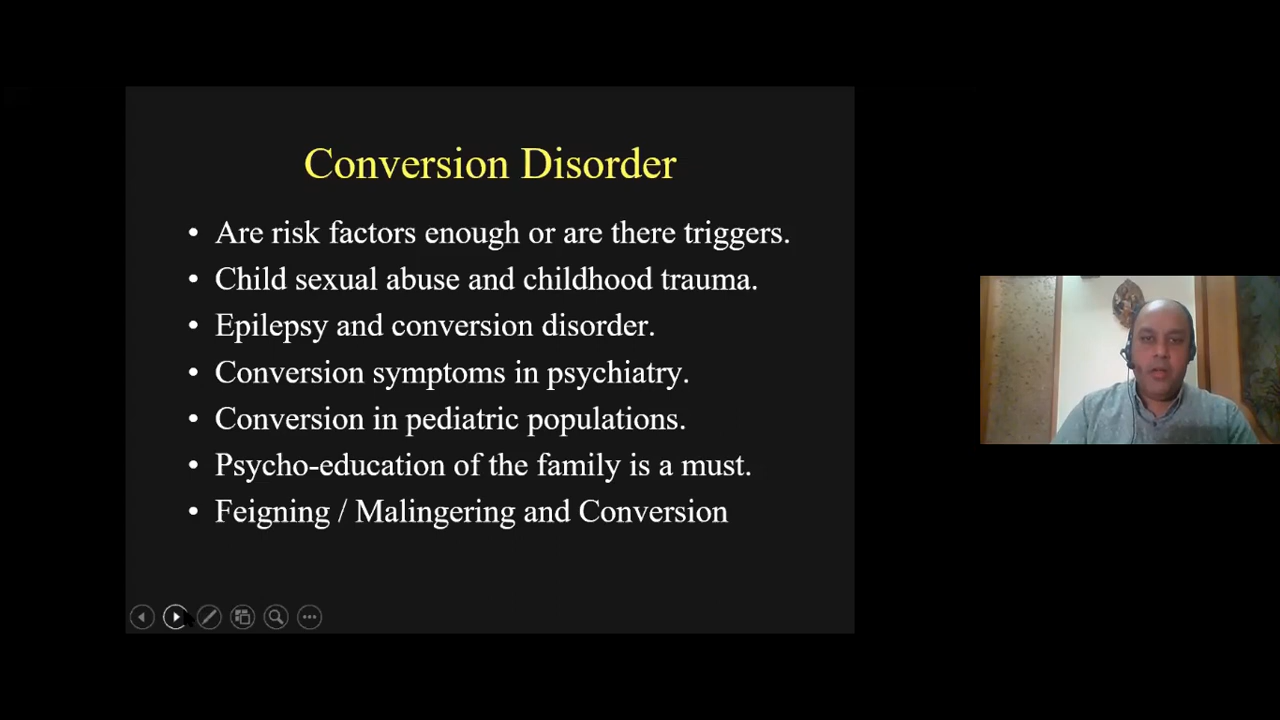 Conversion Disorder
• Are risk factors enough or are there triggers.
• Child sexual abuse and childhood trauma.
• Epilepsy and conversion disorder.
• Conversion symptoms in psychiatry.
• Conversion in pediatric populations.
• Psycho-education of the family is a must.
• Feigning / Malingering and Conversion